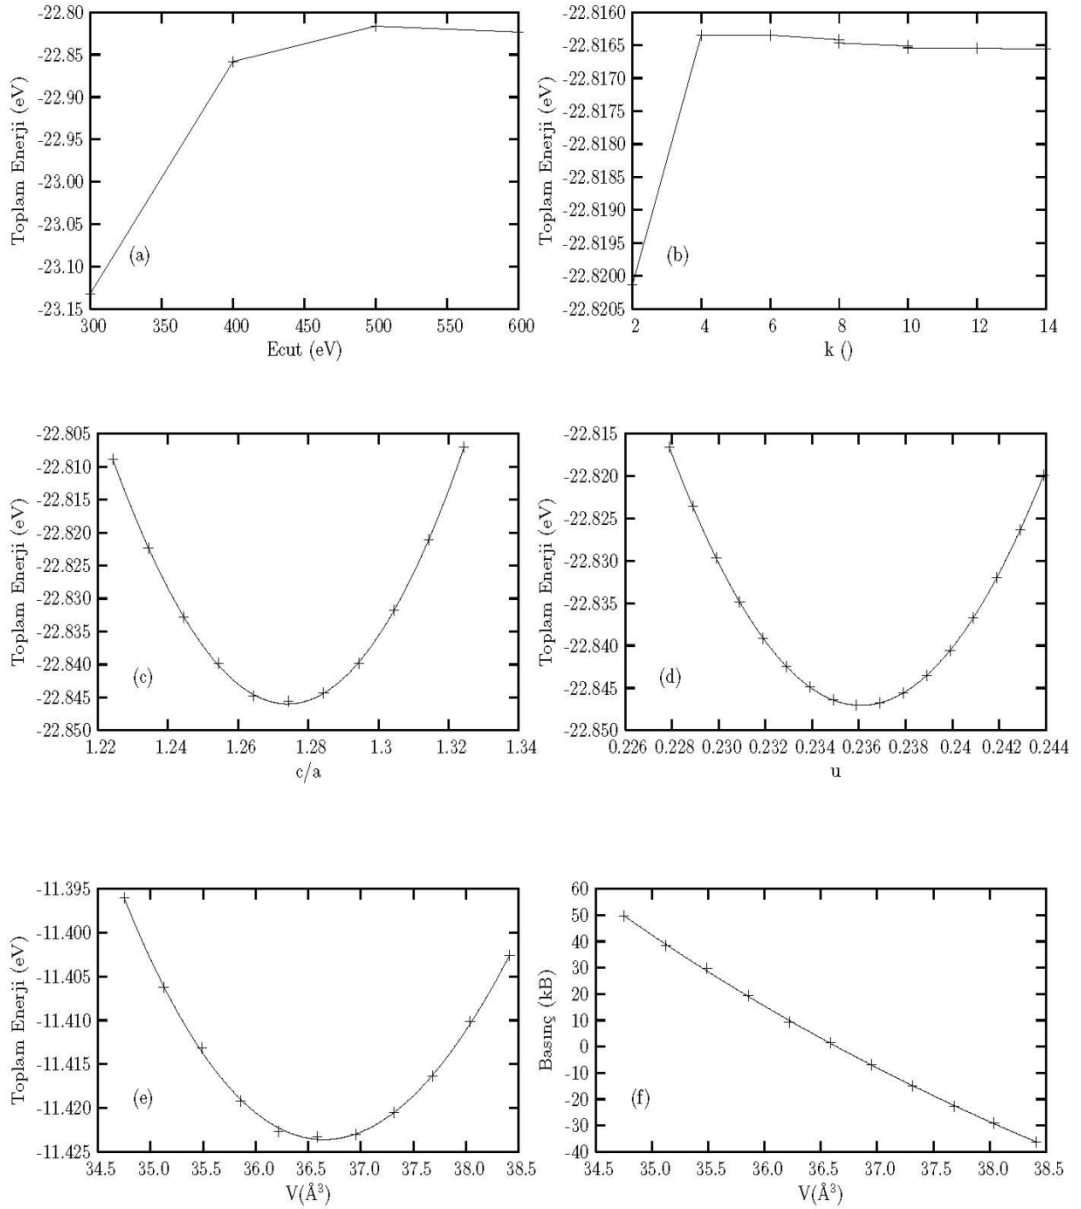 -22.80
-22.85
-22.90
-22.95
-23.00
-23.05
-23.10
-23.15
Toplam Enerji (eV)
(a)
300 350 400 450 500 550 600
Ecut (eV)
-22.8160
-22.8165
-22.8170
-22.8180
-22.8180
-22.8185
-22.8190
-22.8195
-22.8200
-22.8205
Toplam Enerji (eV)
(b)
2 4 6 8 10 12 14
k ()
-22.805
-22.810
-22.815
-22.820
-22.825
-22.830
-22.835
-22.840
-22.845
-22.850
Toplam Enerji (eV)
(c)
1.22 1.24 1.26 1.28 1.3 1.32 1.34
c/a
-22.815
-22.820
-22.825
-22.830
-22.835
-22.840
-22.845
-22.850
Toplam Enerji (eV)
(d)
0.226 0.228 0.230 0.232 0.234 0.236 0.238 0.24 0.242 0.244
u
-11.395
-11.400
-11.405
-11.410
-11.415
-11.420
-11.425
Toplam Enerji (eV)
(e)
34.5 35.0 35.5 36.0 36.5 37.0 37.5 38.0 38.5
V(Å³)
60
50
40
30
20
10
0
-10
-20
-30
-40
Basınç (kB)
(f)
34.5 35.0 35.5 36.0 36.5 37.0 37.5 38.0 38.5
V(Å³)